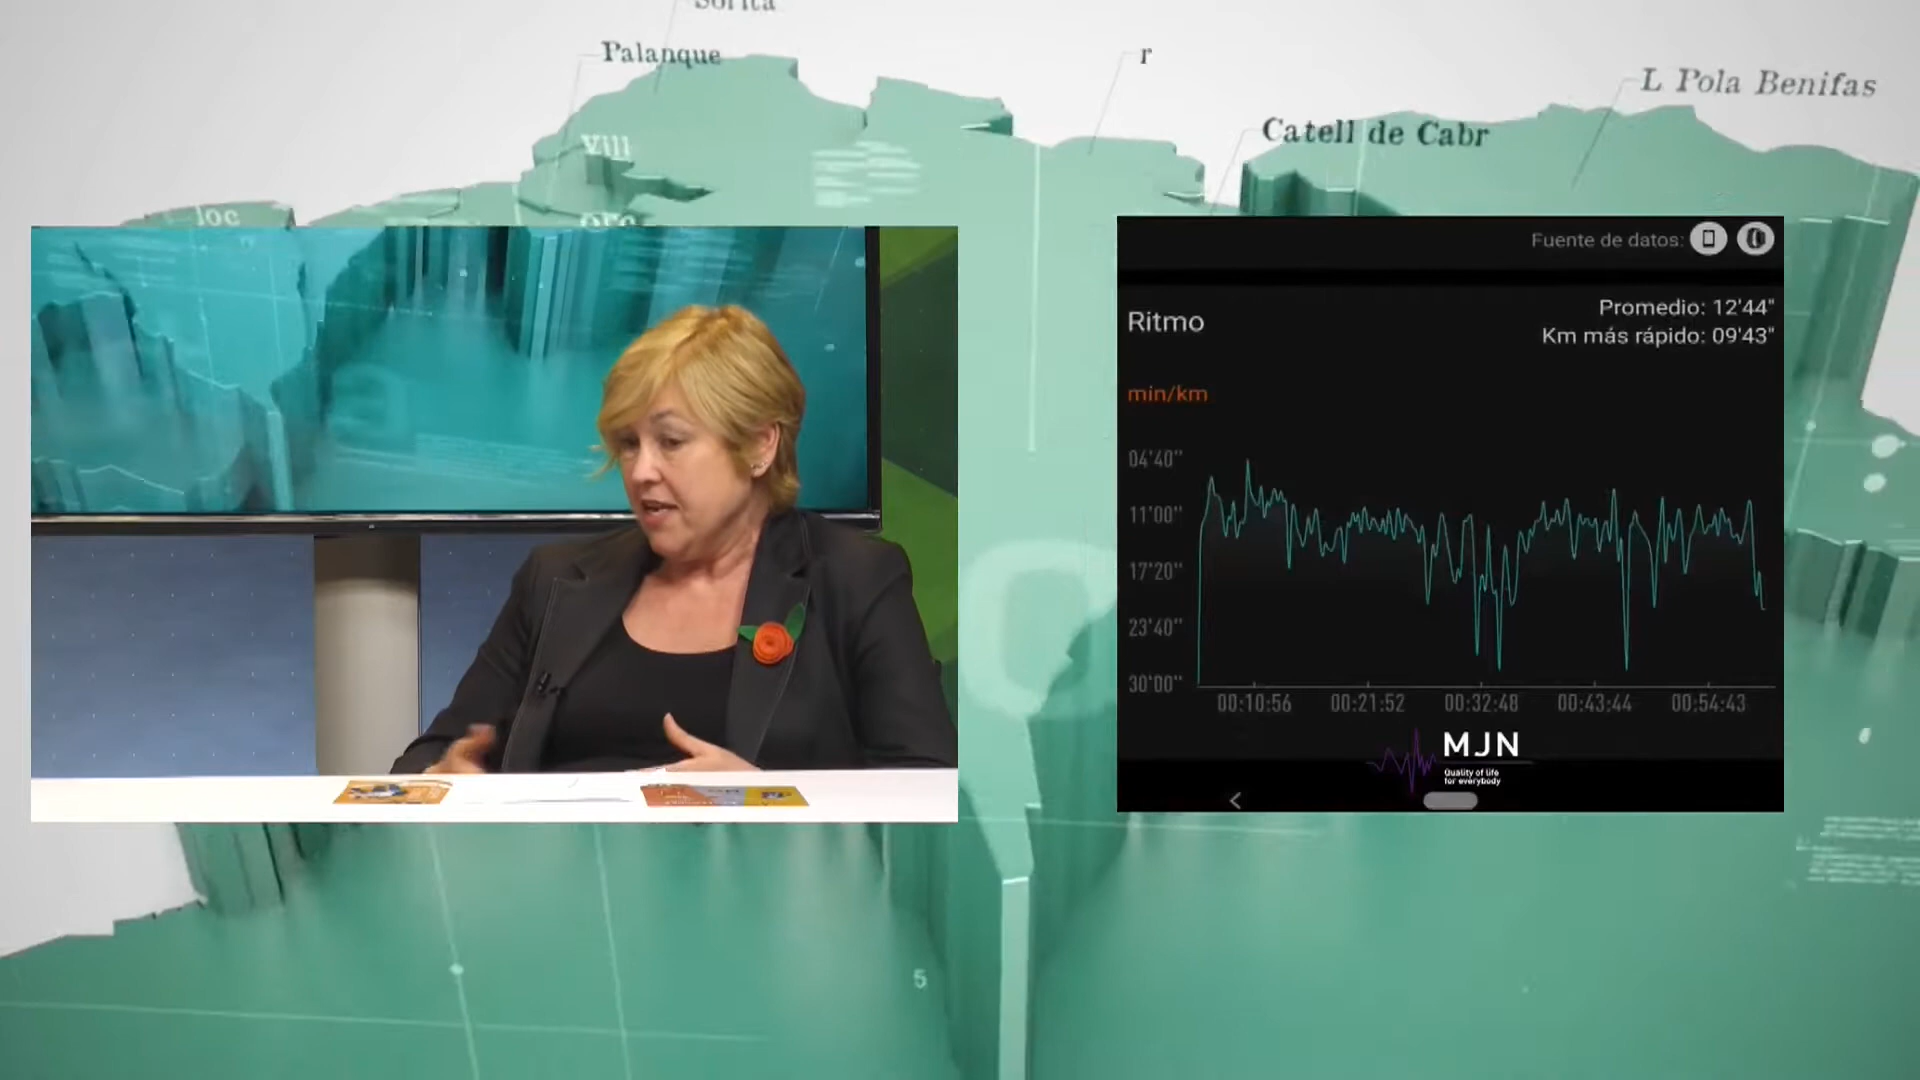 Palanque
r
L Pola Benifas
Catell de Cabr
Vill
loc
Fuente de datos:
Ritmo
Promedio: 12'44"
Km más rápido: 09'43"
min/km
04'40"
11'00"
17'20"
23'40"
30'00"
00:10:56 00:21:52 00:32:48 00:43:44 00:54:43
MJN
Quality of life
for everybody
5